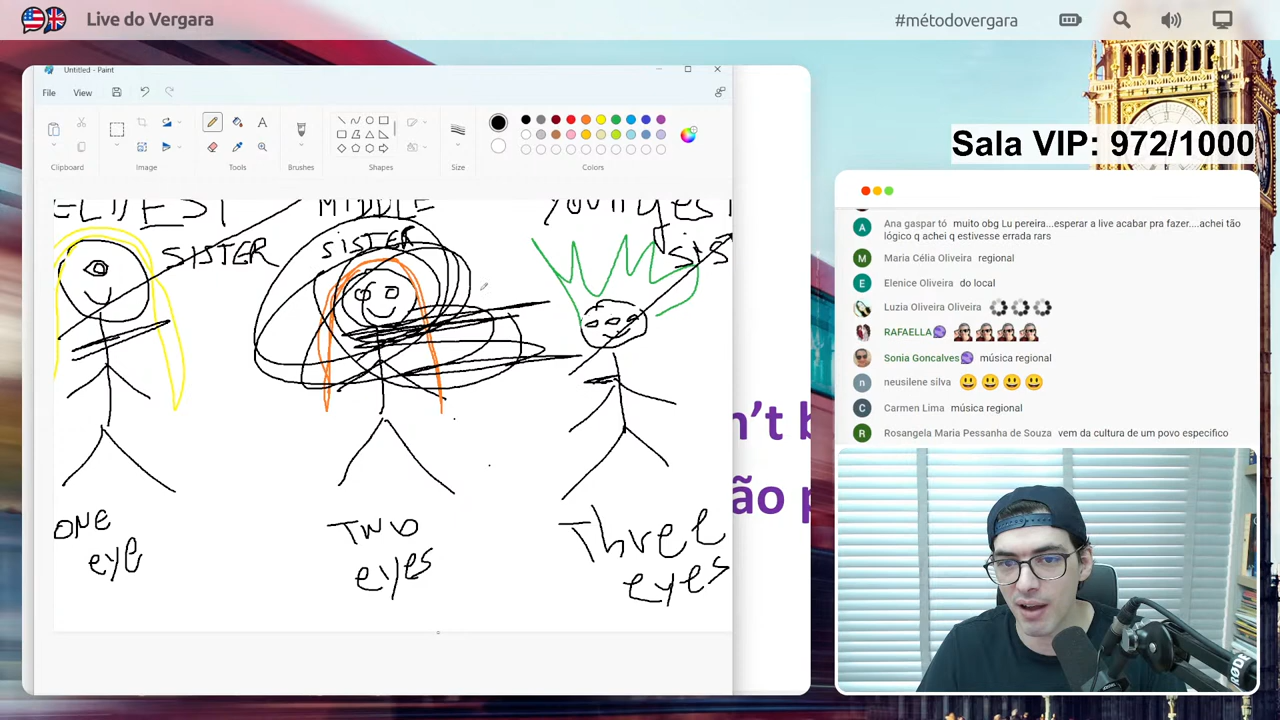 Live do Vergara
#métodovergara
Untitled - Paint
File
View
Clipboard
Image
Tools
Brushes
Shapes
Size
Colors
Sala VIP: 972/1000
Ana gaspar tó muito obg Lu pereira...esperar a live acabar pra fazer....achei tão
lógico q achei q estivesse errada rars
Maria Célia Oliveira regional
Elenice Oliveira do local
Luzia Oliveira Oliveira
RAFAELLA
Sonia Goncalves música regional
neusilene silva
Carmen Lima música regional
Rosangela Maria Pessanha de Souza vem da cultura de um povo especifico
MIDDLE
SISTER
SISTER
sis
ONE
eye
TWO
eyes
Three
eyes
n't b
ão p
RØDE